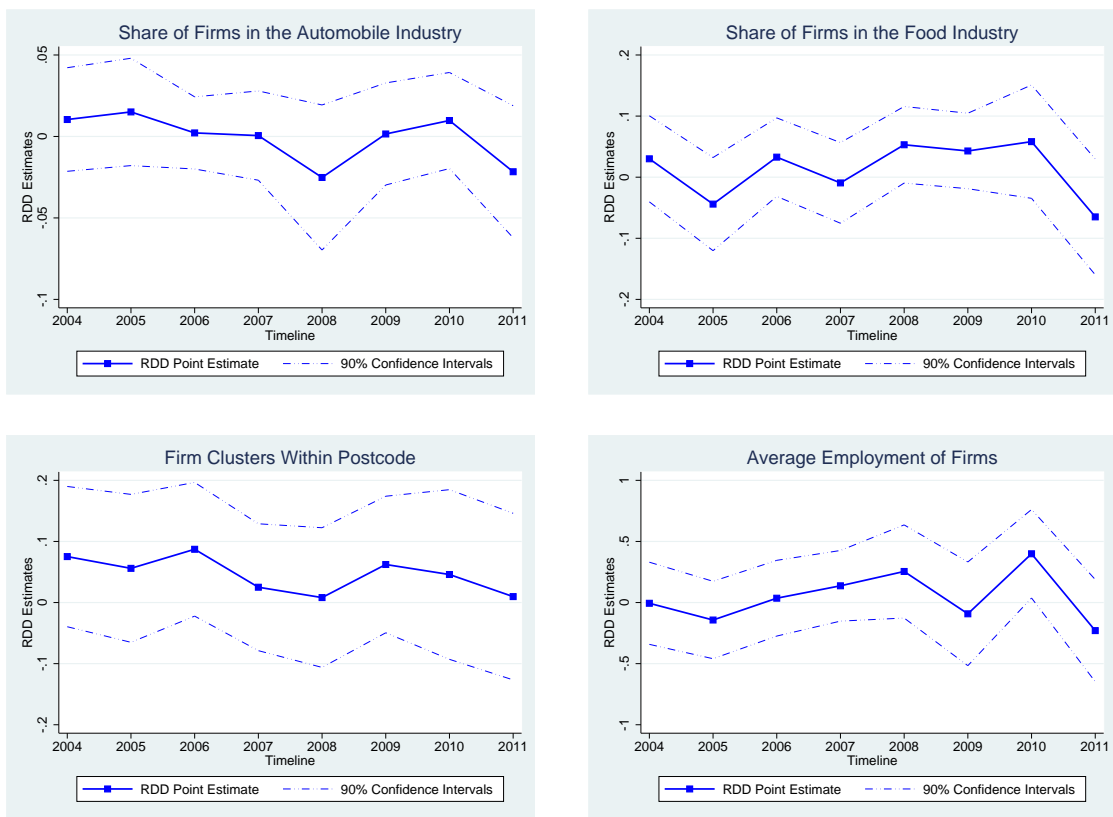 Share of Firms in the Automobile Industry
RDD Estimates
.05
0
-.05
-.1
2004 2005 2006 2007 2008 2009 2010 2011
Timeline
RDD Point Estimate 90% Confidence Intervals
Share of Firms in the Food Industry
RDD Estimates
.2
.1
0
-.1
-.2
2004 2005 2006 2007 2008 2009 2010 2011
Timeline
RDD Point Estimate 90% Confidence Intervals
Firm Clusters Within Postcode
RDD Estimates
.2
.1
0
-.1
-.2
2004 2005 2006 2007 2008 2009 2010 2011
Timeline
RDD Point Estimate 90% Confidence Intervals
Average Employment of Firms
RDD Estimates
1
.5
0
-.5
-1
2004 2005 2006 2007 2008 2009 2010 2011
Timeline
RDD Point Estimate 90% Confidence Intervals